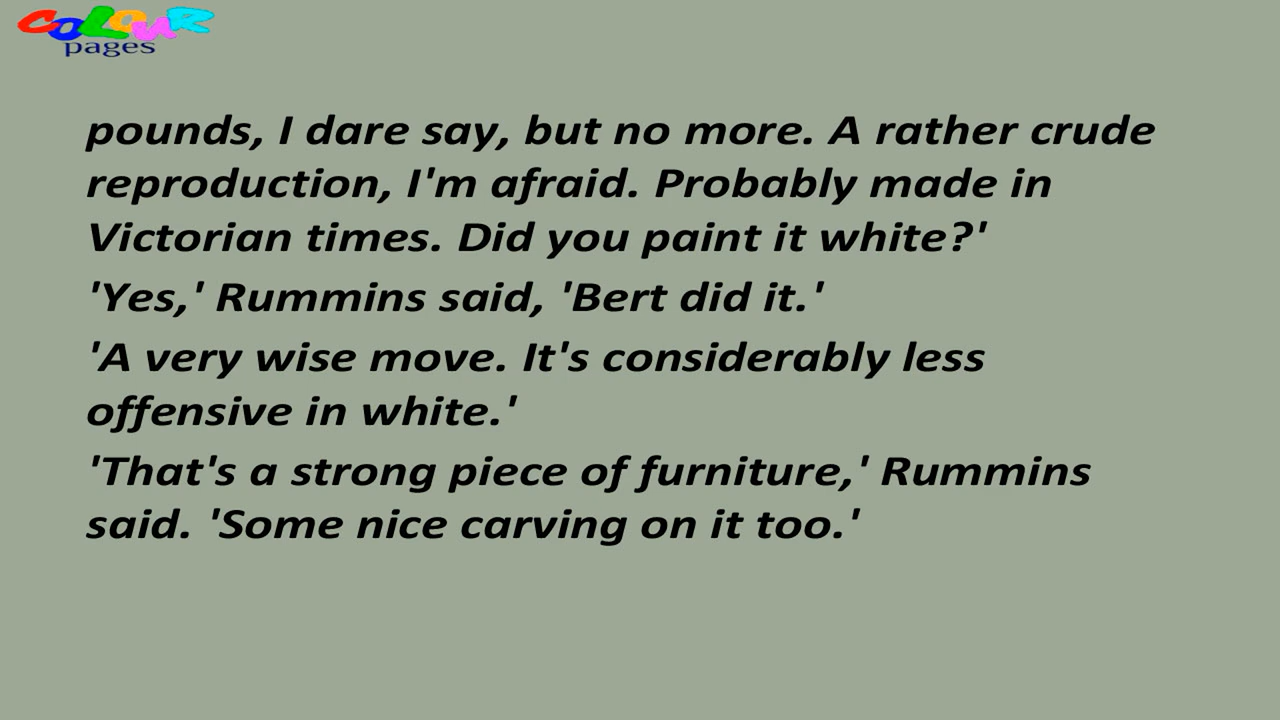 COLOUR
pages
pounds, I dare say, but no more. A rather crude
reproduction, I'm afraid. Probably made in
Victorian times. Did you paint it white?'
'Yes,' Rummins said, 'Bert did it.'
'A very wise move. It's considerably less
offensive in white.'
'That's a strong piece of furniture,' Rummins
said. 'Some nice carving on it too.'